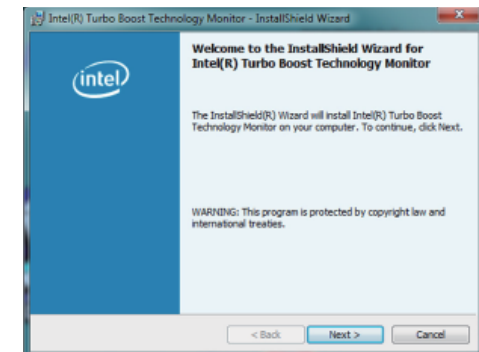 Intel(R) Turbo Boost Technology Monitor - InstallShield Wizard
Welcome to the InstallShield Wizard for
Intel(R) Turbo Boost Technology Monitor
intel
The InstallShield(R) Wizard will install Intel(R) Turbo Boost
Technology Monitor on your computer. To continue, click Next.
WARNING: This program is protected by copyright law and
international treaties.
< Back
Next >
Cancel